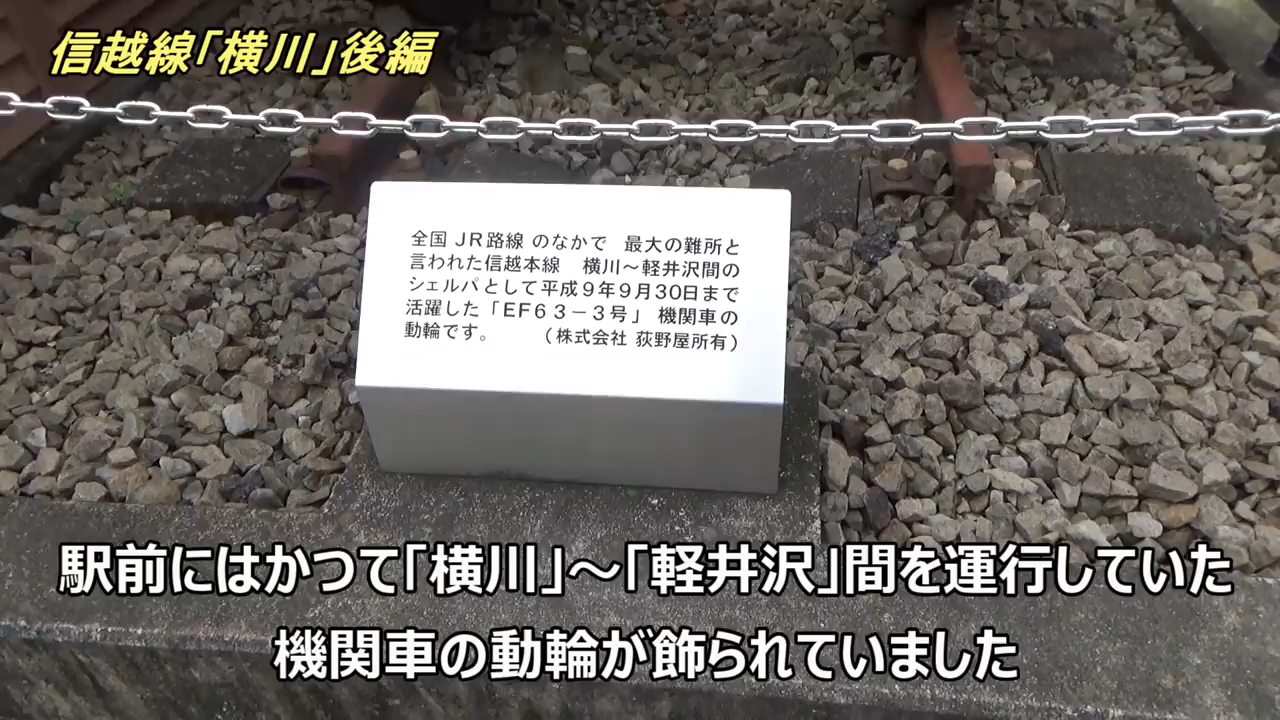 信越線「横川」後編
全国 JR路線 のなかで 最大の難所と
言われた信越本線 横川～軽井沢間の
シェルパとして平成9年9月30日まで
活躍した「EF63－3号」 機関車の
動輪です。 （株式会社 荻野屋所有）
駅前にはかつて「横川」～「軽井沢」間を運行していた
機関車の動輪が飾られていました